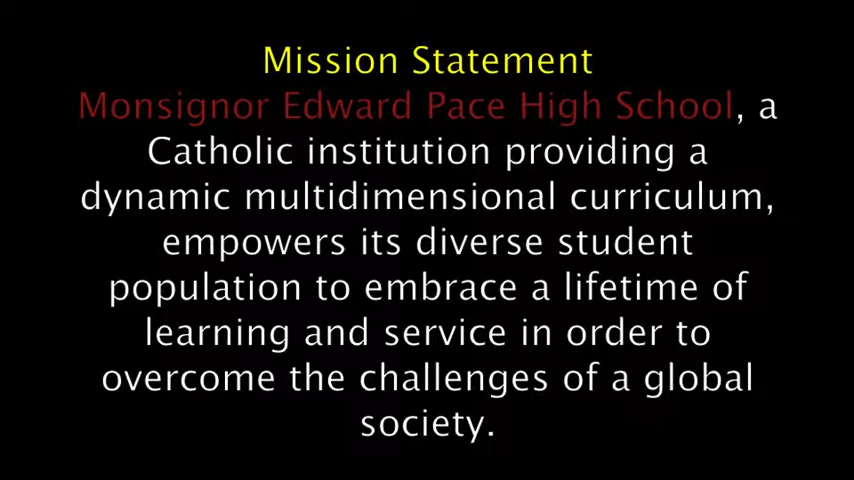 Mission Statement
Monsignor Edward Pace High School, a
Catholic institution providing a
dynamic multidimensional curriculum,
empowers its diverse student
population to embrace a lifetime of
learning and service in order to
overcome the challenges of a global
society.